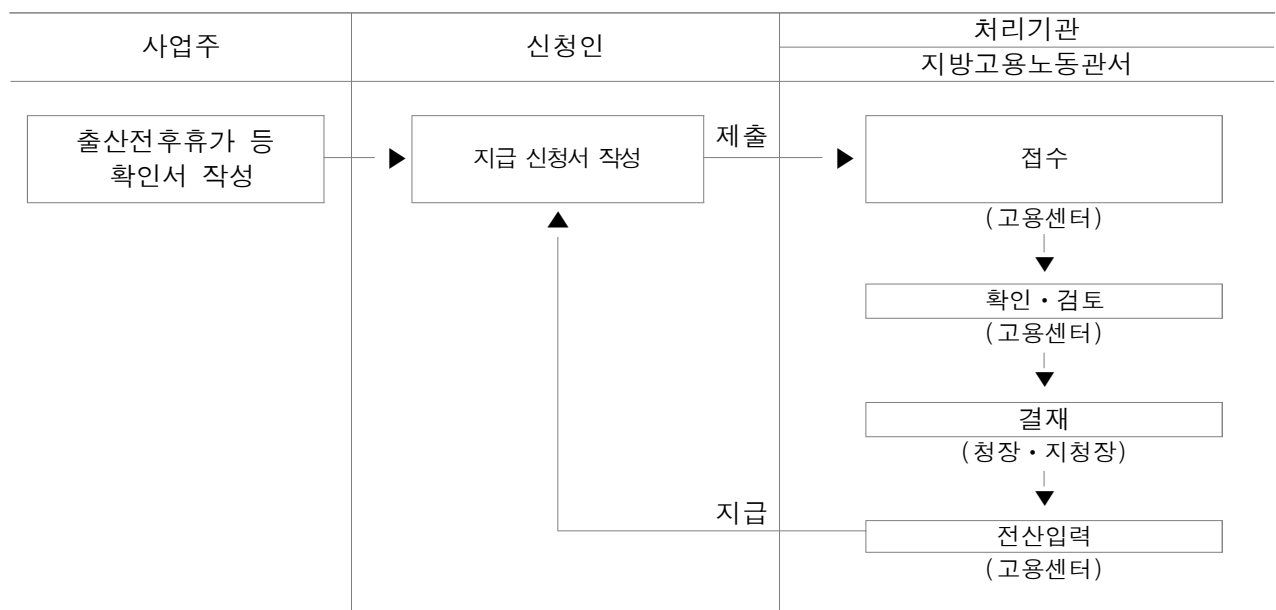 사업주
신청인
처리기관
지방고용노동관서
출산전후휴가 등
확인서 작성
지급 신청서 작성
제출
접수
(고용센터)
확인·검토
(고용센터)
결재
(청장·지청장)
지급
전산입력
(고용센터)